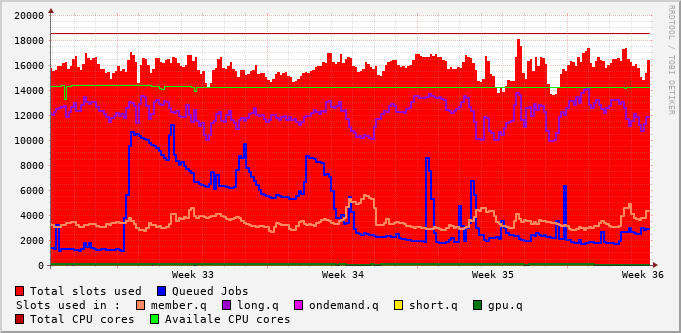 20000
18000
16000
14000
12000
10000
8000
6000
4000
2000
0
Week 33 Week 34 Week 35 Week 36
RRDTOOL / TOBI OETIKER
Total slots used Queued Jobs
Slots used in : member.q long.q ondemand.q short.q gpu.q
Total CPU cores Availale CPU cores